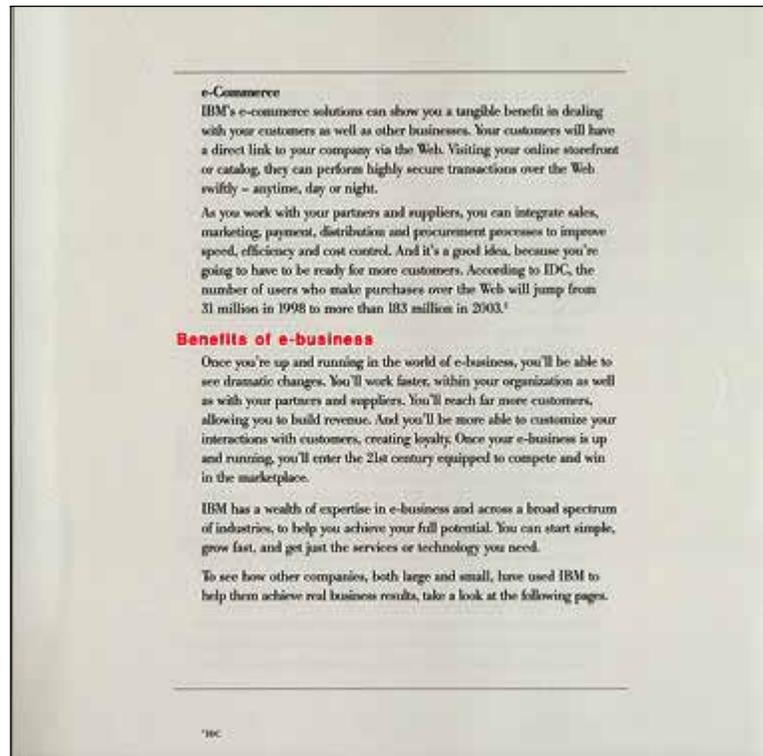 e-Commerce
IBM's e-commerce solutions can show you a tangible benefit in dealing
with your customers as well as other businesses. Your customers will have
a direct link to your company via the Web. Visiting your online storefront
or catalog, they can perform highly secure transactions over the Web
swiftly – anytime, day or night.
As you work with your partners and suppliers, you can integrate sales,
marketing, payment, distribution and procurement processes to improve
speed, efficiency and cost control. And it's a good idea, because you're
going to have to be ready for more customers. According to IDC, the
number of users who make purchases over the Web will jump from
31 million in 1998 to more than 183 million in 2003.
Benefits of e-business
Once you're up and running in the world of e-business, you'll be able to
see dramatic changes. You'll work faster, within your organization as well
as with your partners and suppliers. You'll reach far more customers,
allowing you to build revenue. And you'll be more able to customize your
interactions with customers, creating loyalty. Once your e-business is up
and running, you'll enter the 21st century equipped to compete and win
in the marketplace.
IBM has a wealth of expertise in e-business and across a broad spectrum
of industries, to help you achieve your full potential. You can start simple,
grow fast, and get just the services or technology you need.
To see how other companies, both large and small, have used IBM to
help them achieve real business results, take a look at the following pages.
IDC